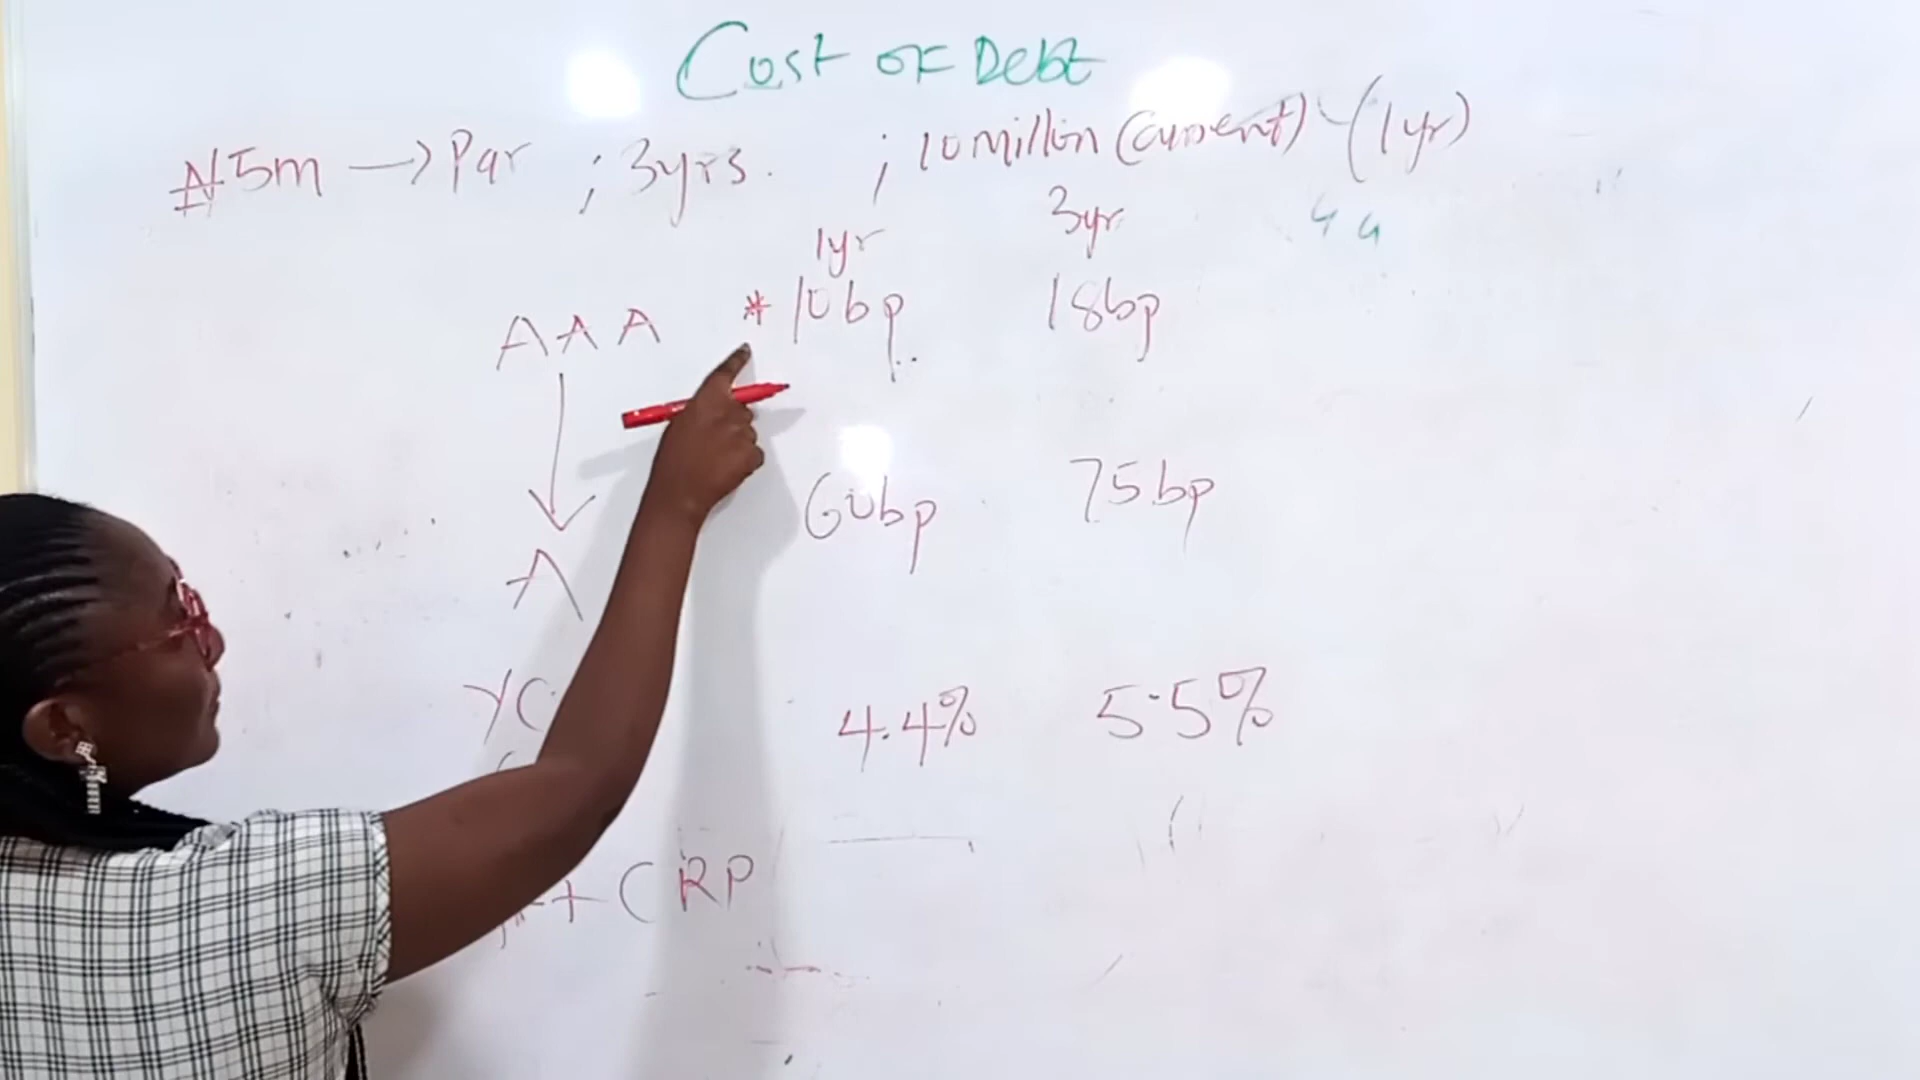 Cost of Debt
₦5m → Par ; 3yrs. ; 10 million (current) - (1yr)
1yr 3yr
AAA * 10bp 18bp
A 60bp 75bp
YC 4.4% 5.5%
+ CRP